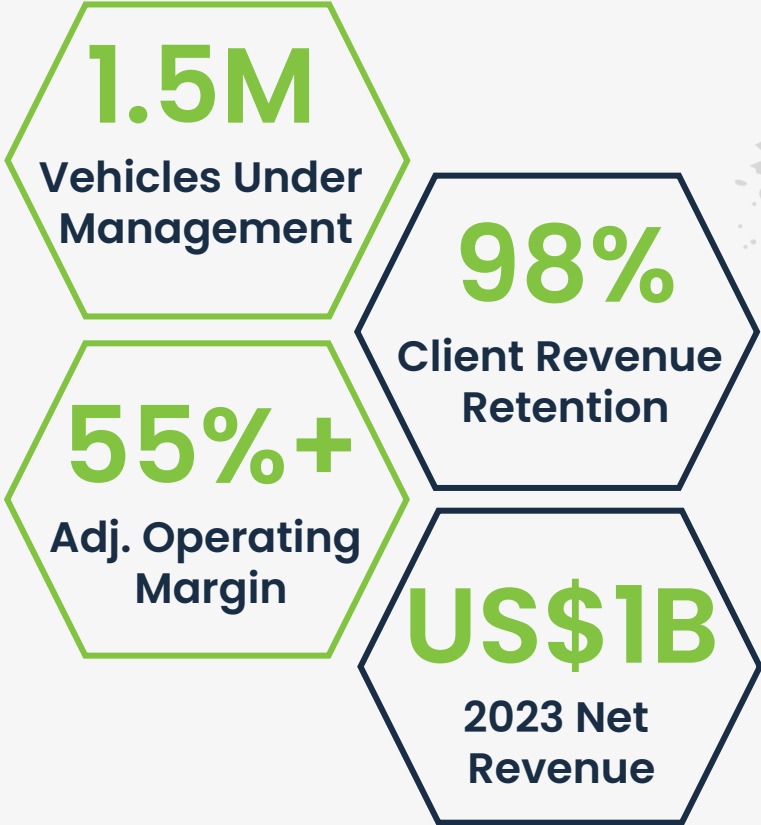 1.5M
Vehicles Under
Management
98%
Client Revenue
Retention
55%+
Adj. Operating
Margin
US$1B
2023 Net
Revenue